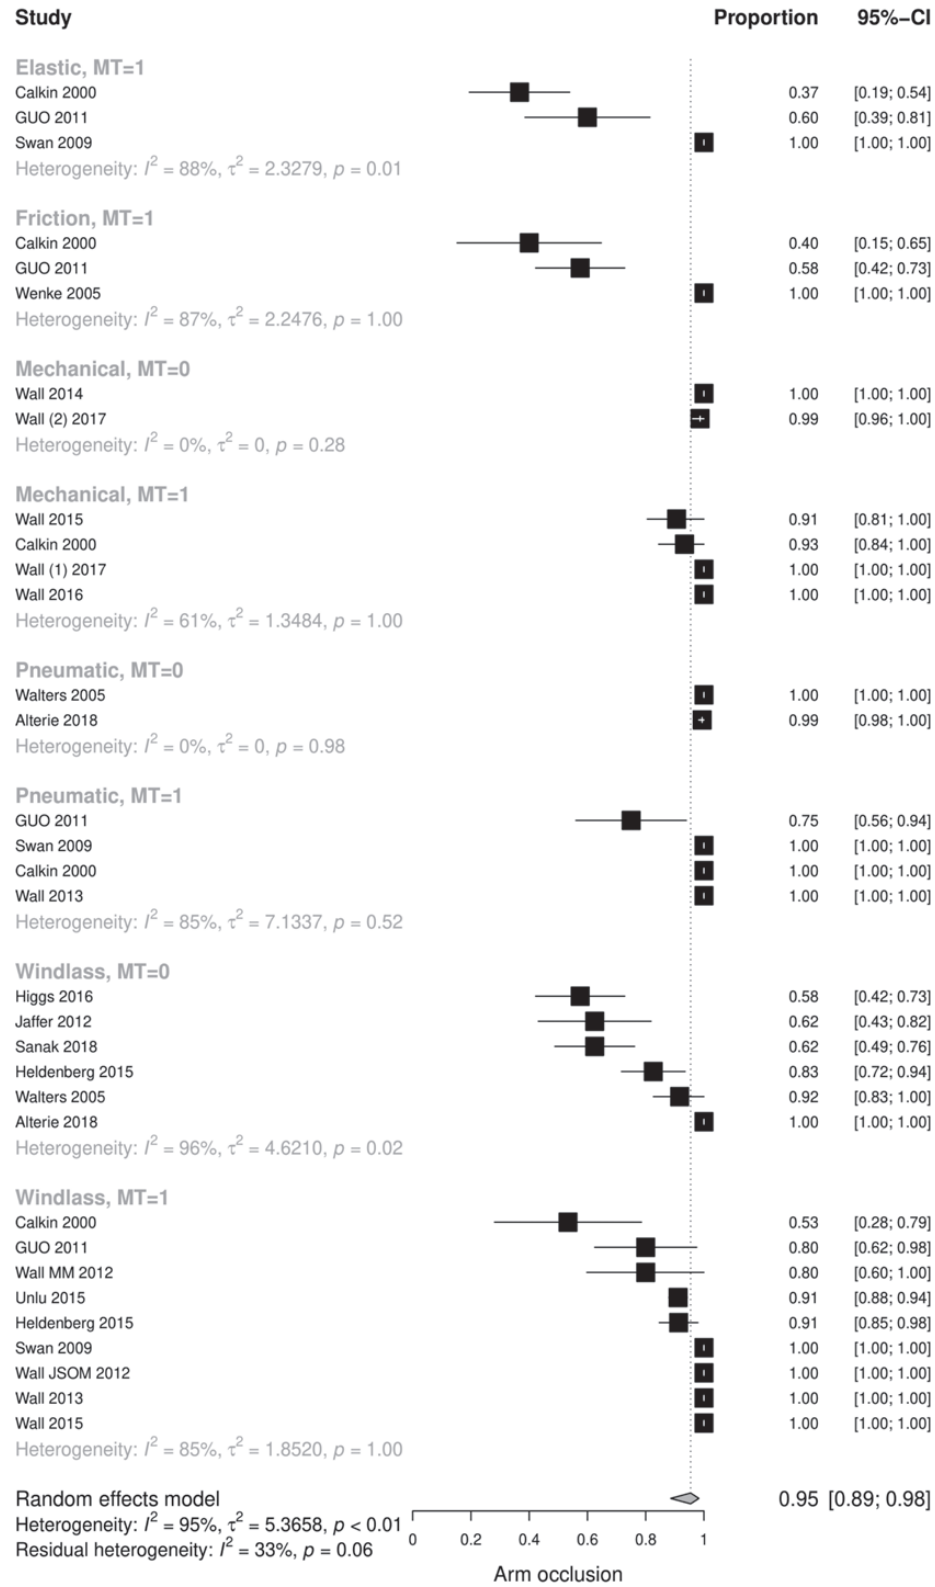 Study Proportion 95%−CI
Elastic, MT=1
Calkin 2000 0.37 [0.19; 0.54]
GUO 2011 0.60 [0.39; 0.81]
Swan 2009 1.00 [1.00; 1.00]
Heterogeneity: I² = 88%, τ² = 2.3279, p = 0.01
Friction, MT=1
Calkin 2000 0.40 [0.15; 0.65]
GUO 2011 0.58 [0.42; 0.73]
Wenke 2005 1.00 [1.00; 1.00]
Heterogeneity: I² = 87%, τ² = 2.2476, p = 1.00
Mechanical, MT=0
Wall 2014 1.00 [1.00; 1.00]
Wall (2) 2017 0.99 [0.96; 1.00]
Heterogeneity: I² = 0%, τ² = 0, p = 0.28
Mechanical, MT=1
Wall 2015 0.91 [0.81; 1.00]
Calkin 2000 0.93 [0.84; 1.00]
Wall (1) 2017 1.00 [1.00; 1.00]
Wall 2016 1.00 [1.00; 1.00]
Heterogeneity: I² = 61%, τ² = 1.3484, p = 1.00
Pneumatic, MT=0
Walters 2005 1.00 [1.00; 1.00]
Alterie 2018 0.99 [0.98; 1.00]
Heterogeneity: I² = 0%, τ² = 0, p = 0.98
Pneumatic, MT=1
GUO 2011 0.75 [0.56; 0.94]
Swan 2009 1.00 [1.00; 1.00]
Calkin 2000 1.00 [1.00; 1.00]
Wall 2013 1.00 [1.00; 1.00]
Heterogeneity: I² = 85%, τ² = 7.1337, p = 0.52
Windlass, MT=0
Higgs 2016 0.58 [0.42; 0.73]
Jaffer 2012 0.62 [0.43; 0.82]
Sanak 2018 0.62 [0.49; 0.76]
Heldenberg 2015 0.83 [0.72; 0.94]
Walters 2005 0.92 [0.83; 1.00]
Alterie 2018 1.00 [1.00; 1.00]
Heterogeneity: I² = 96%, τ² = 4.6210, p = 0.02
Windlass, MT=1
Calkin 2000 0.53 [0.28; 0.79]
GUO 2011 0.80 [0.62; 0.98]
Wall MM 2012 0.80 [0.60; 1.00]
Unlu 2015 0.91 [0.88; 0.94]
Heldenberg 2015 0.91 [0.85; 0.98]
Swan 2009 1.00 [1.00; 1.00]
Wall JSOM 2012 1.00 [1.00; 1.00]
Wall 2013 1.00 [1.00; 1.00]
Wall 2015 1.00 [1.00; 1.00]
Heterogeneity: I² = 85%, τ² = 1.8520, p = 1.00
Random effects model 0.95 [0.89; 0.98]
Heterogeneity: I² = 95%, τ² = 5.3658, p < 0.01
Residual heterogeneity: I² = 33%, p = 0.06
0 0.2 0.4 0.6 0.8 1
Arm occlusion